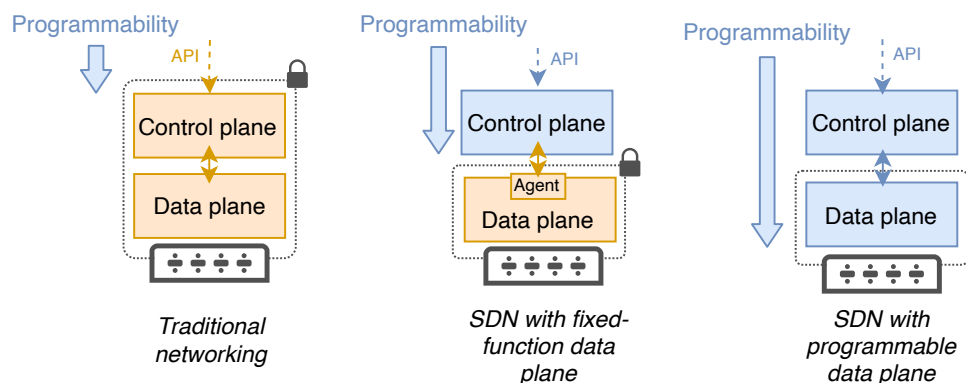 Programmability
API
Control plane
Data plane
Traditional
networking
Programmability
API
Control plane
Agent
Data plane
SDN with fixed-
function data
plane
Programmability
API
Control plane
Data plane
SDN with
programmable
data plane